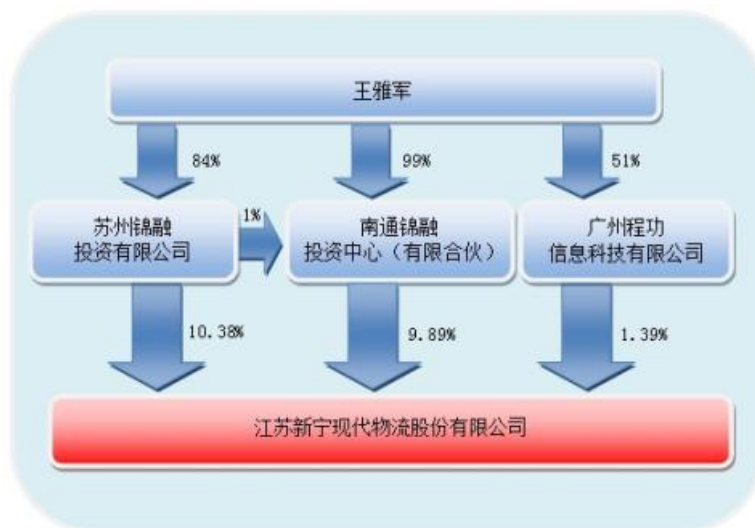 王雅军
84%
99%
51%
苏州锦融
投资有限公司
1%
南通锦融
投资中心（有限合伙）
广州程功
信息科技有限公司
10.38%
9.89%
1.39%
江苏新宁现代物流股份有限公司